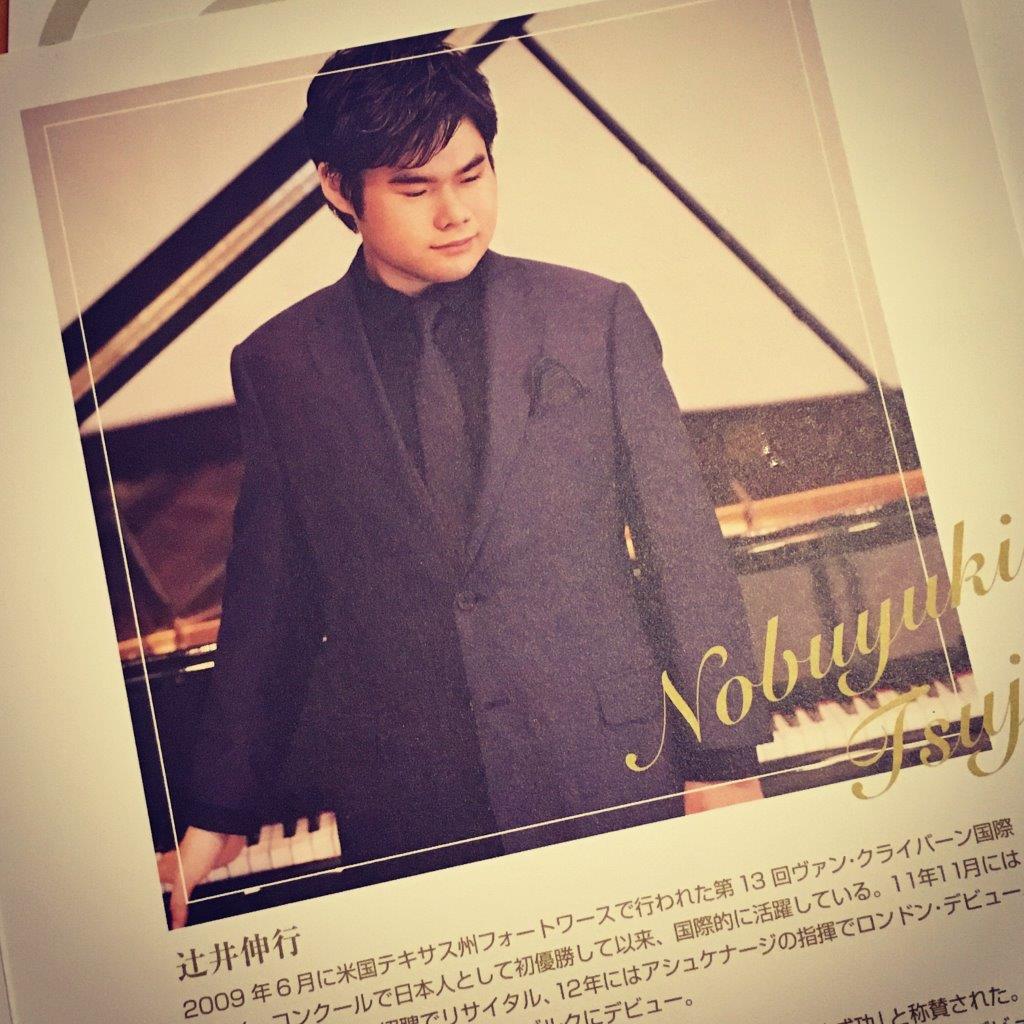 Nobuyuki
Tsuj
辻井伸行
2009年6月に米国テキサス州フォートワースで行われた第13回ヴァン・クライバーン国際
コンクールで日本人として初優勝して以来、国際的に活躍している。11年11月には
招聘でリサイタル、12年にはアシュケナージの指揮でロンドン・デビュー
ルクにデビュー。
成功」と称賛された。